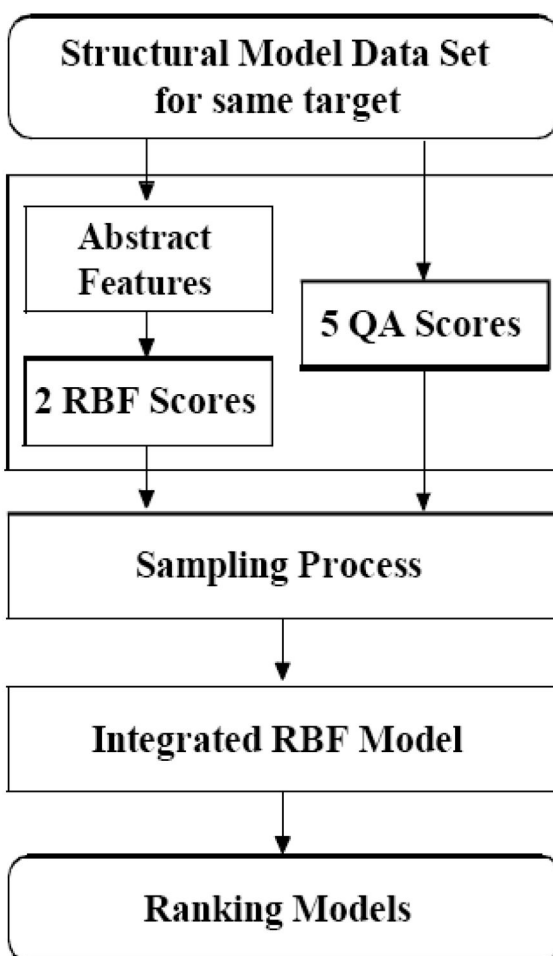 Structural Model Data Set
for same target
Abstract
Features
5 QA Scores
2 RBF Scores
Sampling Process
Integrated RBF Model
Ranking Models